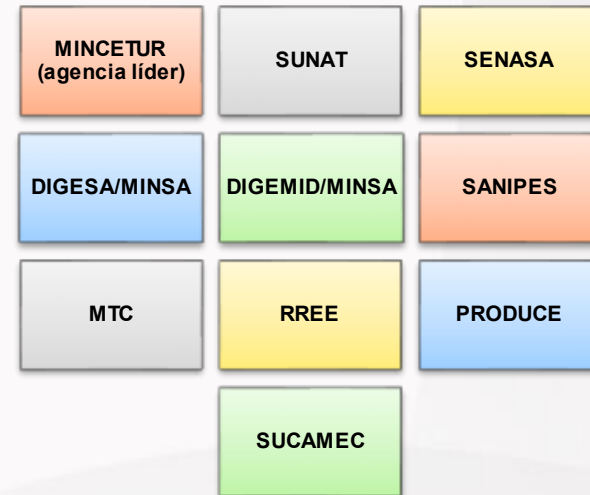 MINCETUR
(agencia líder)
SUNAT
SENASA
DIGESA/MINSA
DIGEMID/MINSA
SANIPES
MTC
RREE
PRODUCE
SUCAMEC